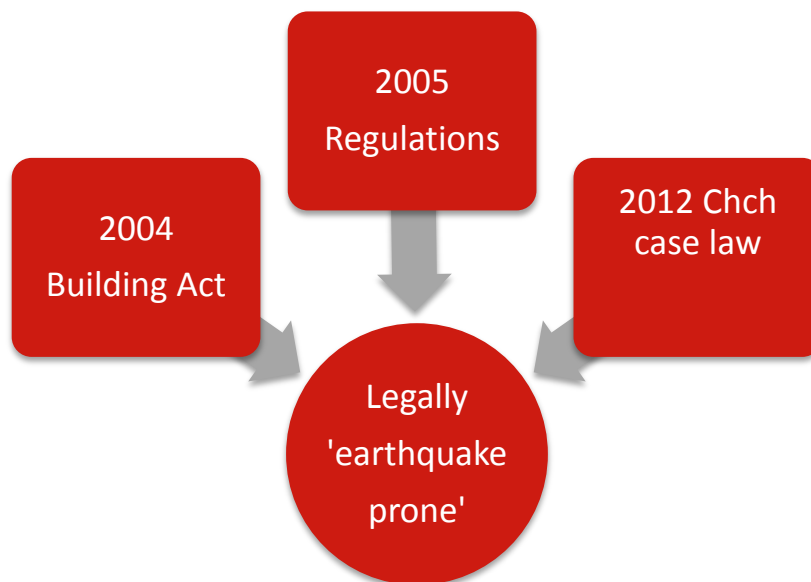 2005
Regulations
2004
Building Act
2012 Chch
case law
Legally
'earthquake
prone'